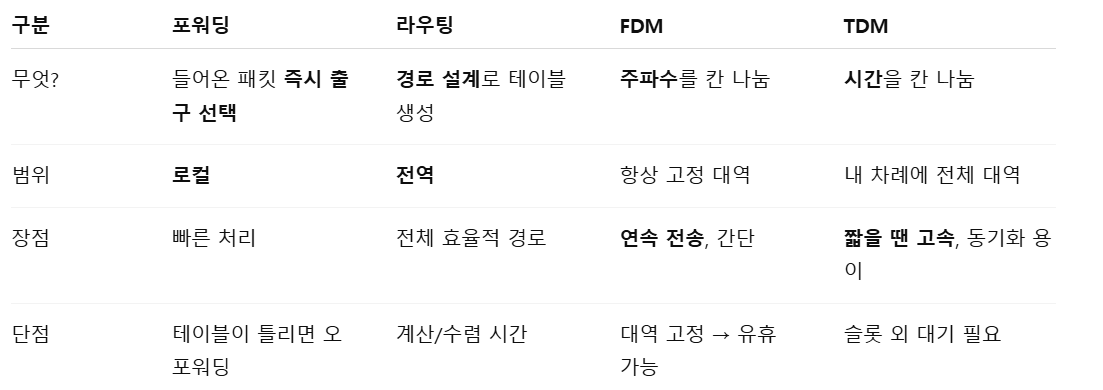 구분 포워딩 라우팅 FDM TDM
무엇? 들어온 패킷 즉시 출 경로 설계로 테이블 주파수를 칸 나눔 시간을 칸 나눔
구 선택 생성
범위 로컬 전역 항상 고정 대역 내 차례에 전체 대역
장점 빠른 처리 전체 효율적 경로 연속 전송, 간단 짧을 땐 고속, 동기화 용
이
단점 테이블이 틀리면 오 계산/수렴 시간 대역 고정 → 유휴 슬롯 외 대기 필요
포워딩 가능